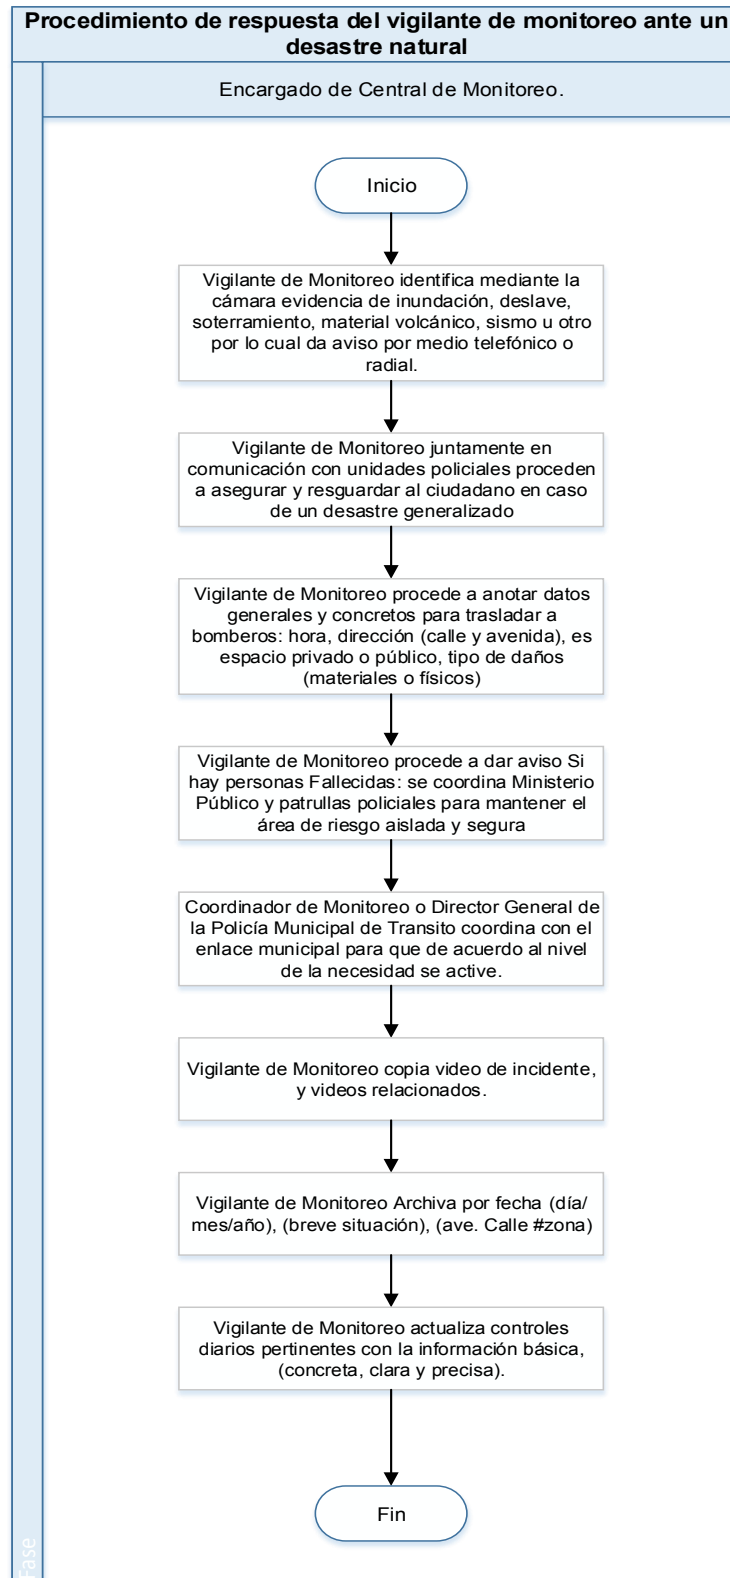 Procedimiento de respuesta del vigilante de monitoreo ante un
desastre natural
Encargado de Central de Monitoreo.
Inicio
Vigilante de Monitoreo identifica mediante la
cámara evidencia de inundación, deslave,
soterramiento, material volcánico, sismo u otro
por lo cual da aviso por medio telefónico o
radial.
Vigilante de Monitoreo juntamente en
comunicación con unidades policiales proceden
a asegurar y resguardar al ciudadano en caso
de un desastre generalizado
Vigilante de Monitoreo procede a anotar datos
generales y concretos para trasladar a
bomberos: hora, dirección (calle y avenida), es
espacio privado o público, tipo de daños
(materiales o físicos)
Vigilante de Monitoreo procede a dar aviso Si
hay personas Fallecidas: se coordina Ministerio
Público y patrullas policiales para mantener el
área de riesgo aislada y segura
Coordinador de Monitoreo o Director General de
la Policía Municipal de Transito coordina con el
enlace municipal para que de acuerdo al nivel
de la necesidad se active.
Vigilante de Monitoreo copia video de incidente,
y videos relacionados.
Vigilante de Monitoreo Archiva por fecha (día/
mes/año), (breve situación), (ave. Calle #zona)
Vigilante de Monitoreo actualiza controles
diarios pertinentes con la información básica,
(concreta, clara y precisa).
Fin
Fase